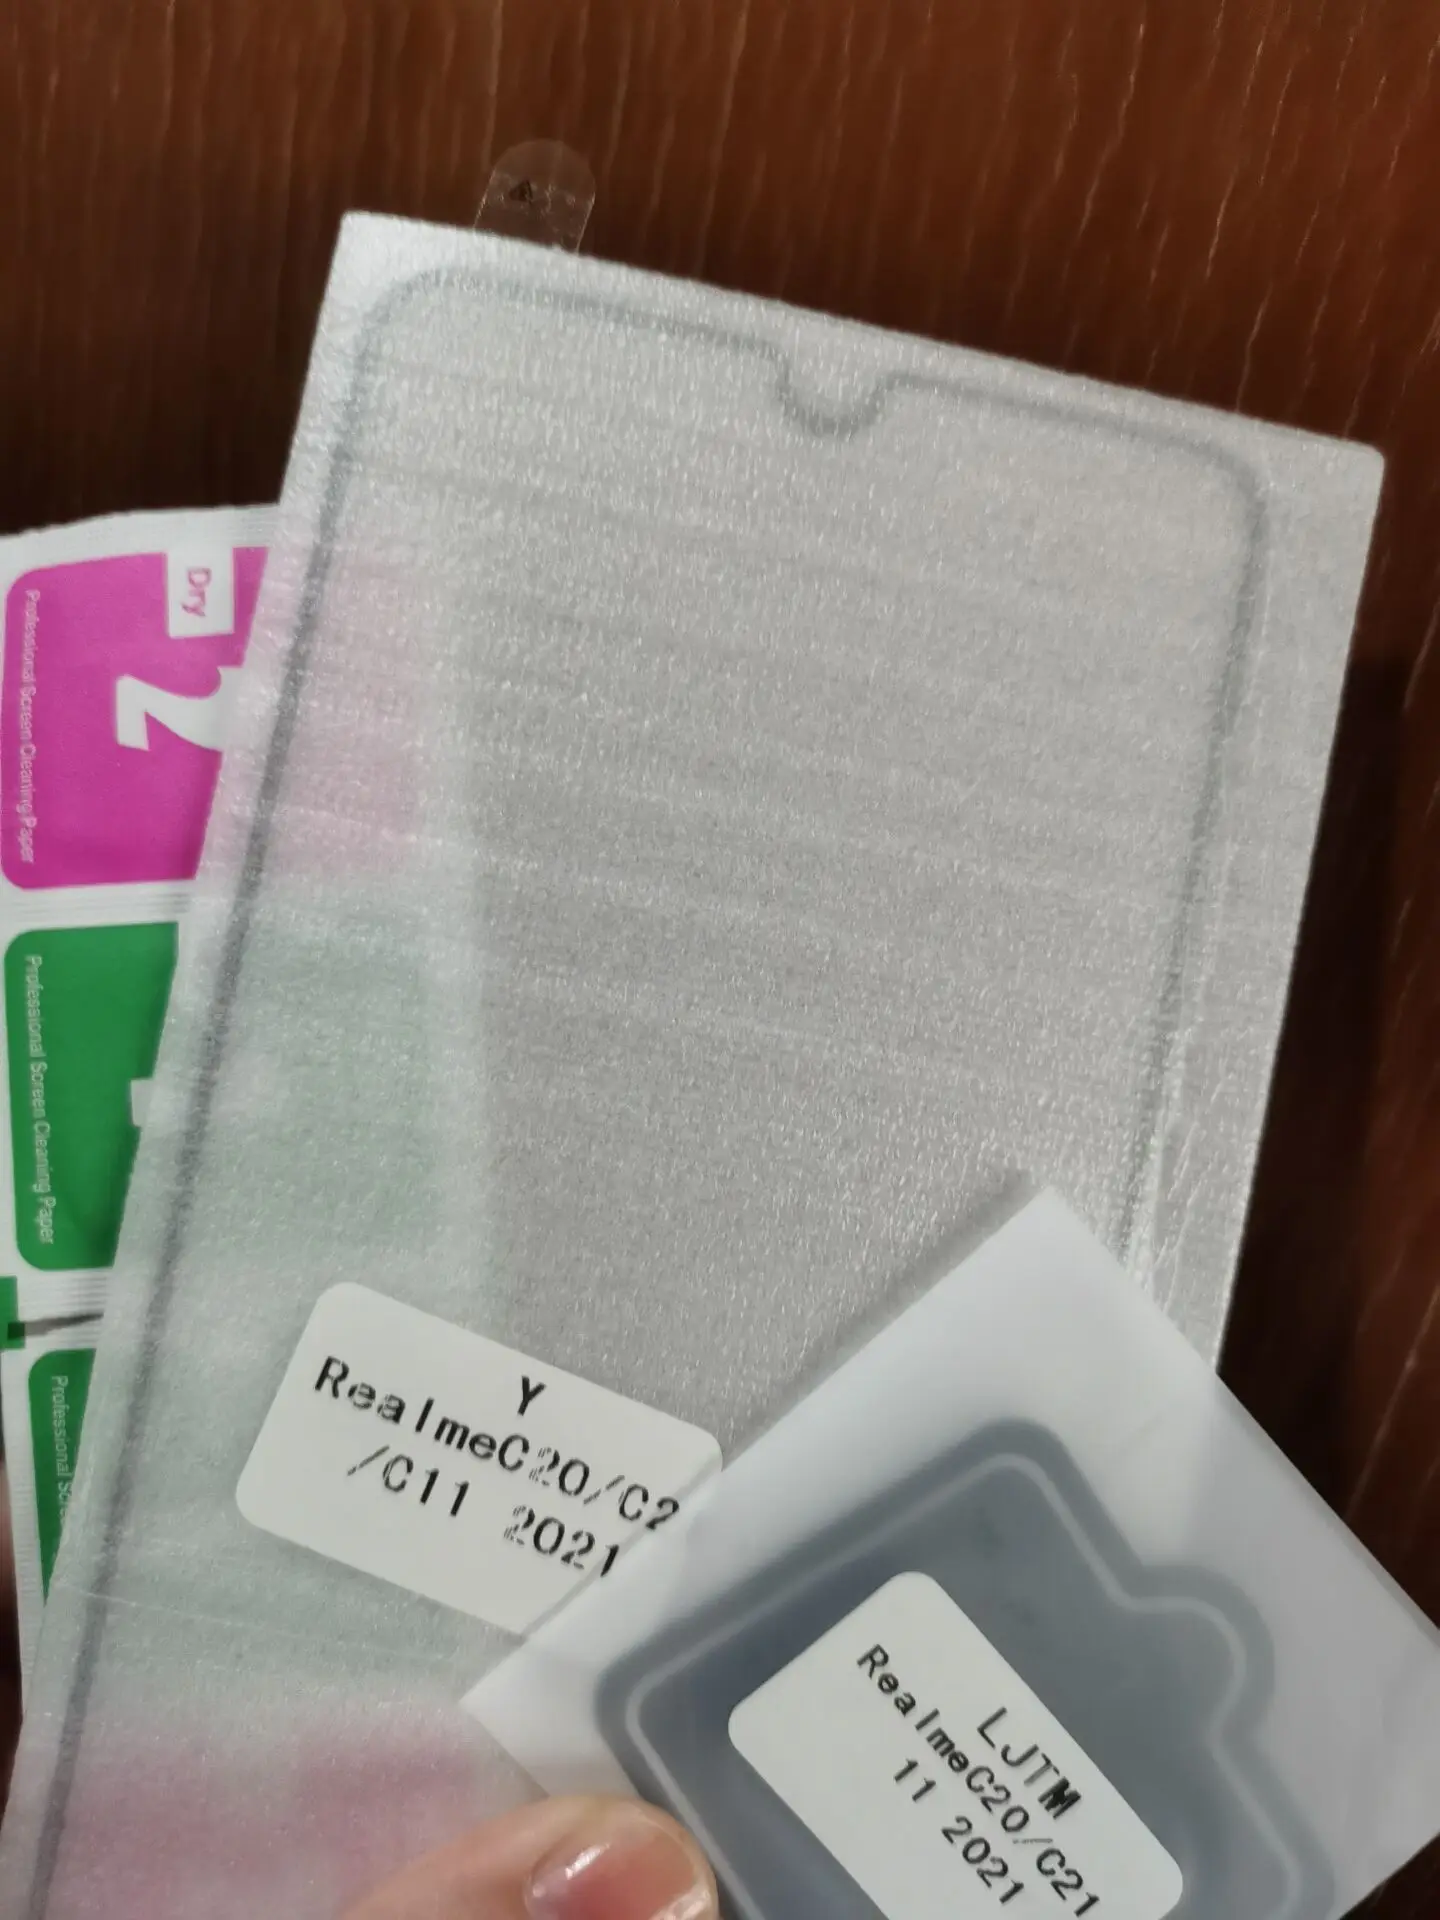 Dry
2
Professional Screen Cleaning Paper
Professional Screen Cleaning Paper
Professional
Y
RealmeC20/C2
/C11 2021
LJTM
RealmeC20/C21
11 2021